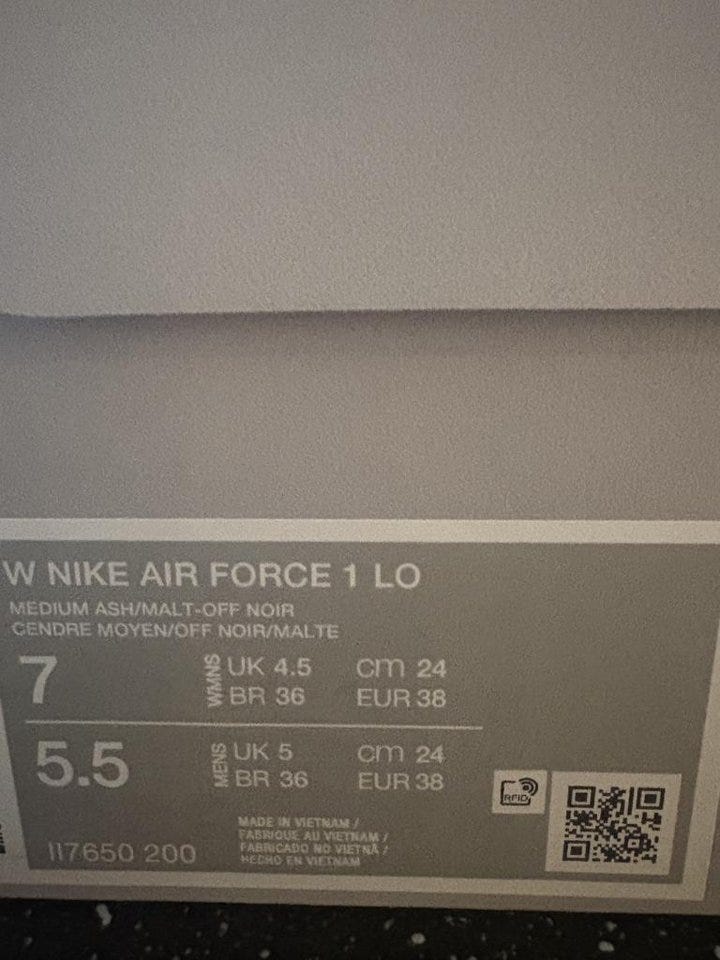 W NIKE AIR FORCE 1 LO
MEDIUM ASH/MALT-OFF NOIR
CENDRE MOYEN/OFF NOIR/MALTE
7 WMNS UK 4.5 cm 24
BR 36 EUR 38
5.5 MENS UK 5 cm 24
BR 36 EUR 38
MADE IN VIETNAM /
FABRIQUE AU VIETNAM /
FABRICADO NO VIETNÃ /
HECHO EN VIETNAM
II7650 200
RFID